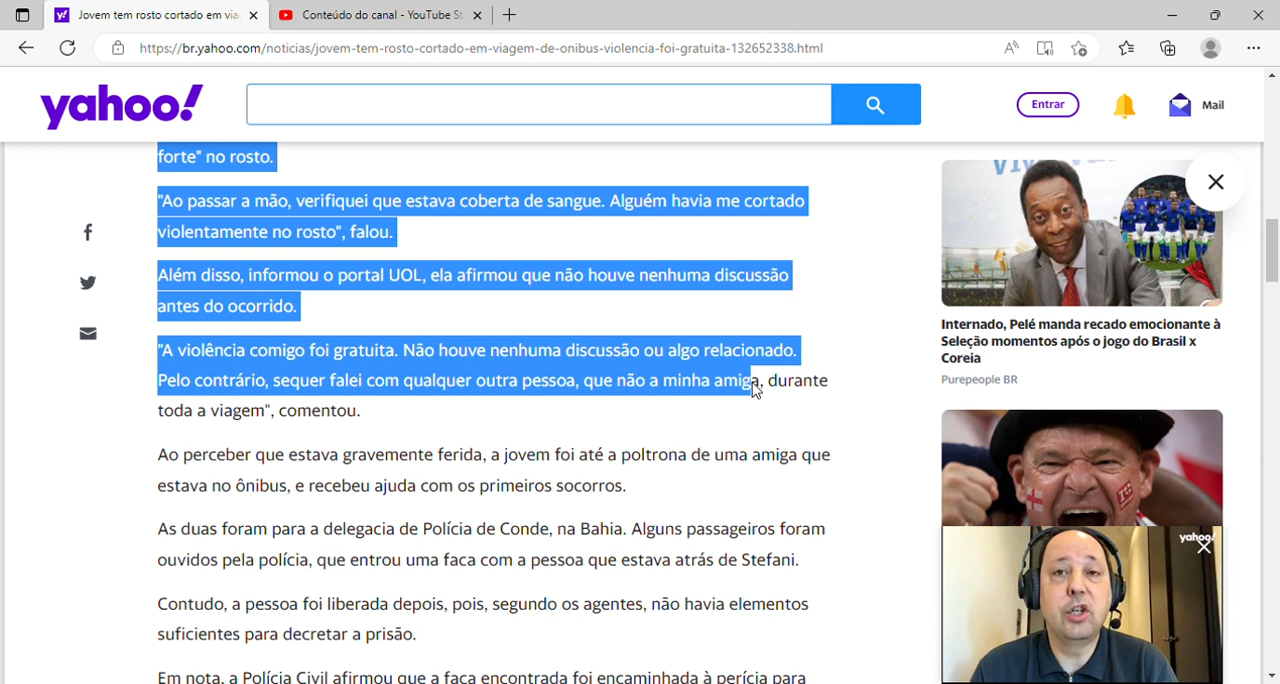 Jovem tem rosto cortado em via
Conteúdo do canal - YouTube St
https://br.yahoo.com/noticias/jovem-tem-rosto-cortado-em-viagem-de-onibus-violencia-foi-gratuita-132652338.html
yahoo!
Entrar
Mail
forte" no rosto.
"Ao passar a mão, verifiquei que estava coberta de sangue. Alguém havia me cortado
violentamente no rosto", falou.
Além disso, informou o portal UOL, ela afirmou que não houve nenhuma discussão
antes do ocorrido.
"A violência comigo foi gratuita. Não houve nenhuma discussão ou algo relacionado.
Pelo contrário, sequer falei com qualquer outra pessoa, que não a minha amiga, durante
toda a viagem", comentou.
Ao perceber que estava gravemente ferida, a jovem foi até a poltrona de uma amiga que
estava no ônibus, e recebeu ajuda com os primeiros socorros.
As duas foram para a delegacia de Polícia de Conde, na Bahia. Alguns passageiros foram
ouvidos pela polícia, que entrou uma faca com a pessoa que estava atrás de Stefani.
Contudo, a pessoa foi liberada depois, pois, segundo os agentes, não havia elementos
suficientes para decretar a prisão.
Em nota, a Polícia Civil afirmou que a faca encontrada foi encaminhada à perícia para
Internado, Pelé manda recado emocionante à
Seleção momentos após o jogo do Brasil x
Coreia
Purepeople BR
yahoo!